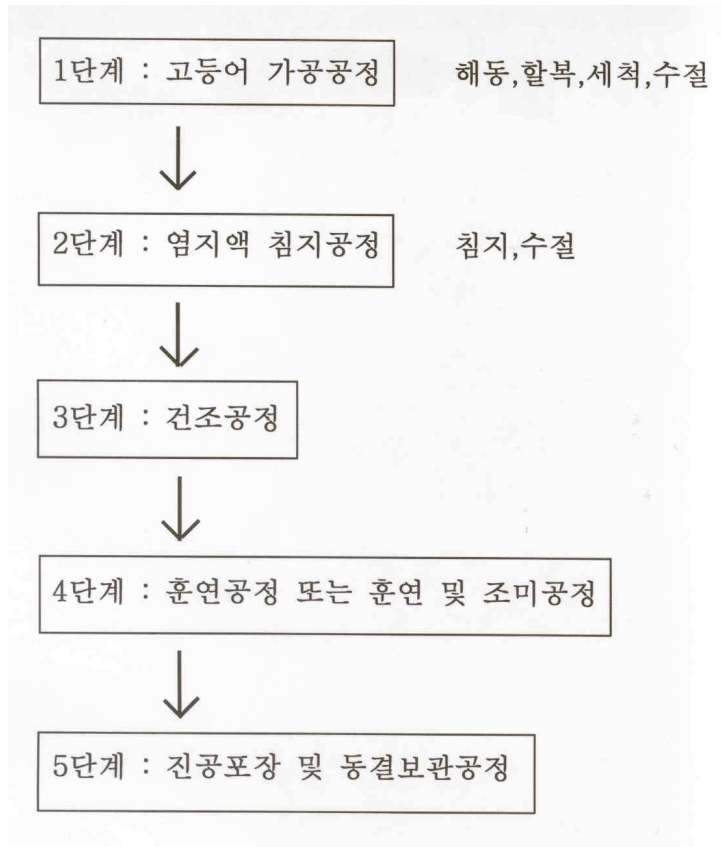 1단계 : 고등어 가공공정 해동,할복,세척,수절
2단계 : 염지액 침지공정 침지,수절
3단계 : 건조공정
4단계 : 훈연공정 또는 훈연 및 조미공정
5단계 : 진공포장 및 동결보관공정